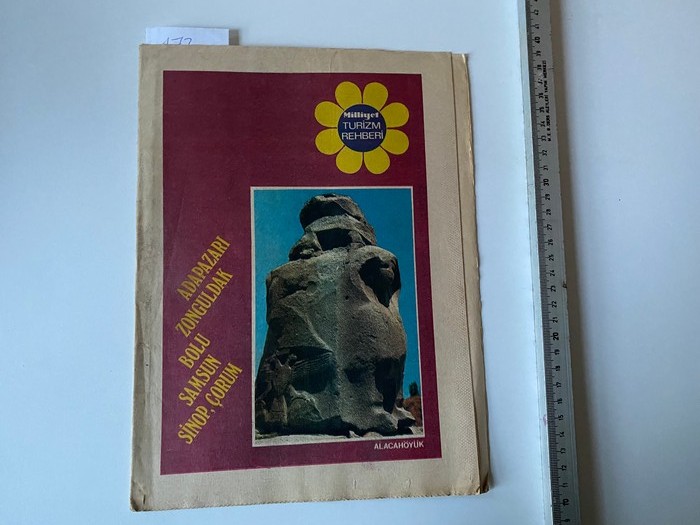 Milliyet
TURİZM
REHBERİ
ADAPAZARI
ZONGULDAK
BOLU
SAMSUN
SİNOP, ÇORUM
ALACAHÖYÜK